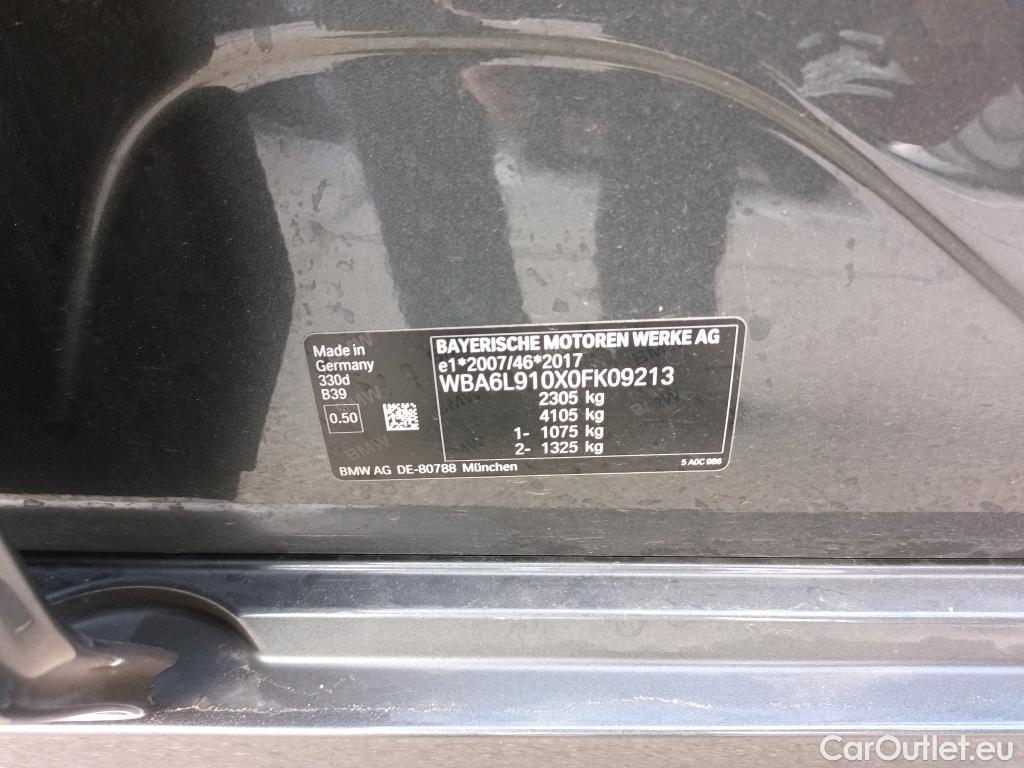 Made in
Germany
330d
B39
0.50
BAYERISCHE MOTOREN WERKE AG
e1*2007/46*2017
WBA6L910X0FK09213
2305 kg
4105 kg
1- 1075 kg
2- 1325 kg
BMW AG DE-80788 München
5 A0C 986
CarOutlet.eu